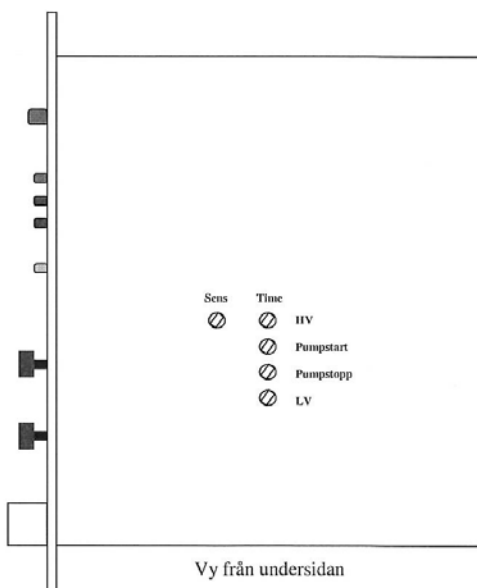 Sens Time
HV
Pumpstart
Pumpstopp
LV
Vy från undersidan